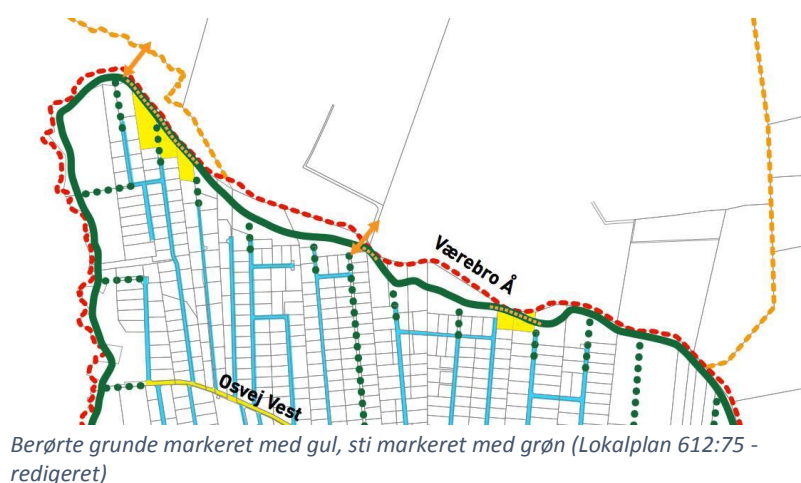 Værebro Å
Osvej Vest
Berørte grunde markeret med gul, sti markeret med grøn (Lokalplan 612:75 -
redigeret)